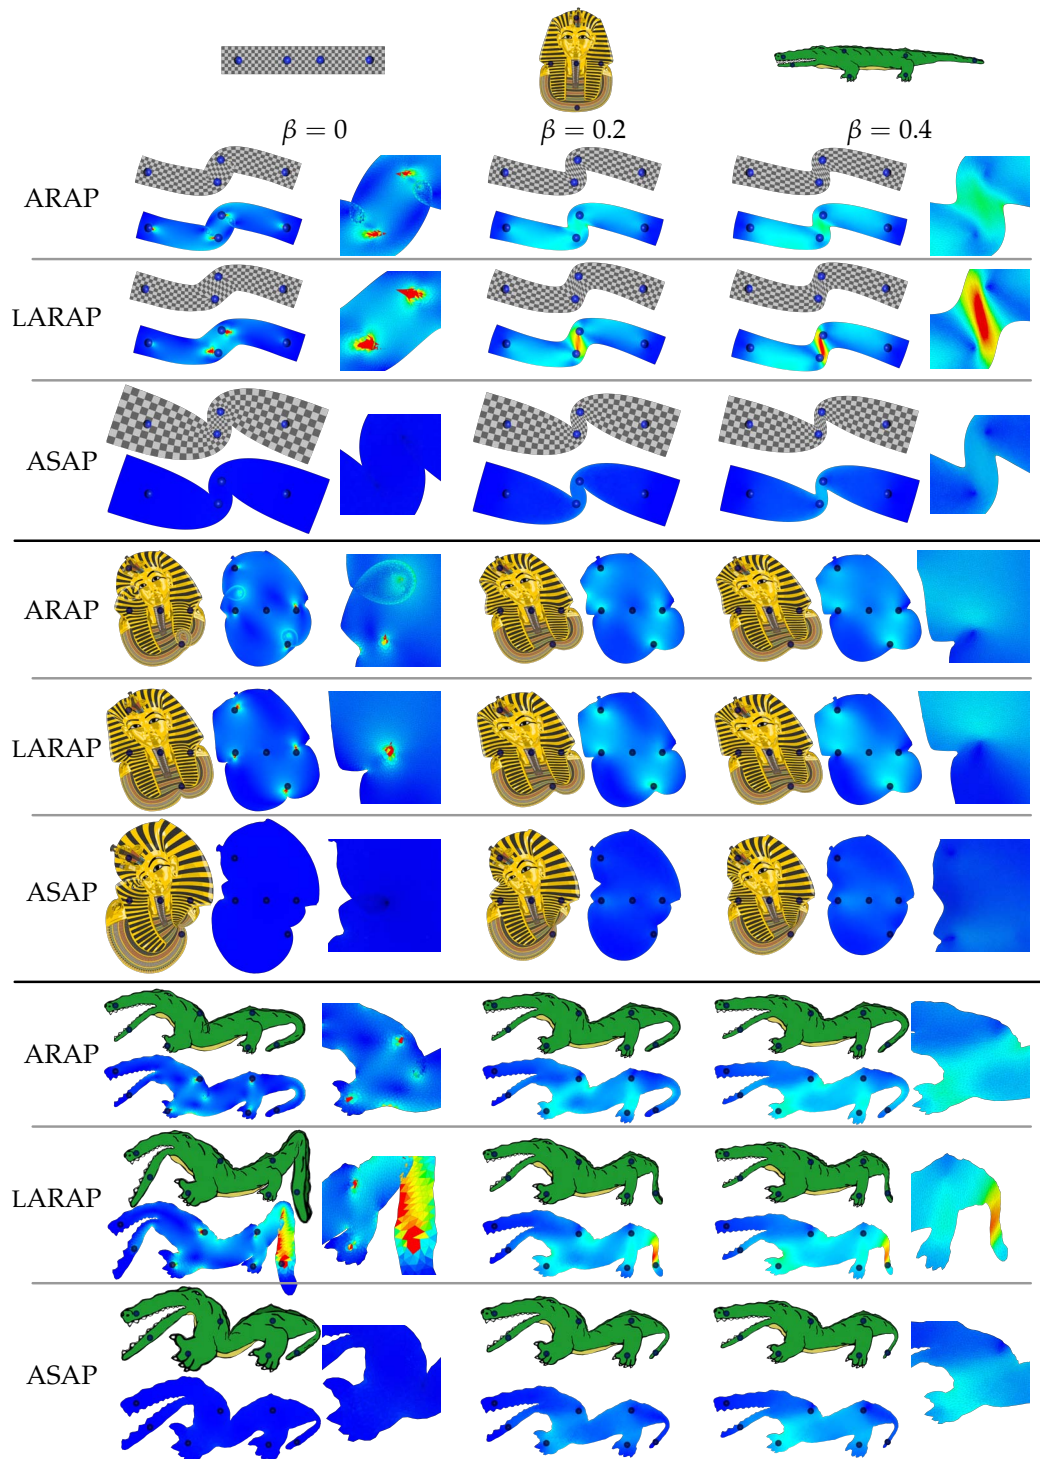 β = 0
β = 0.2
β = 0.4
ARAP
LARAP
ASAP
ARAP
LARAP
ASAP
ARAP
LARAP
ASAP